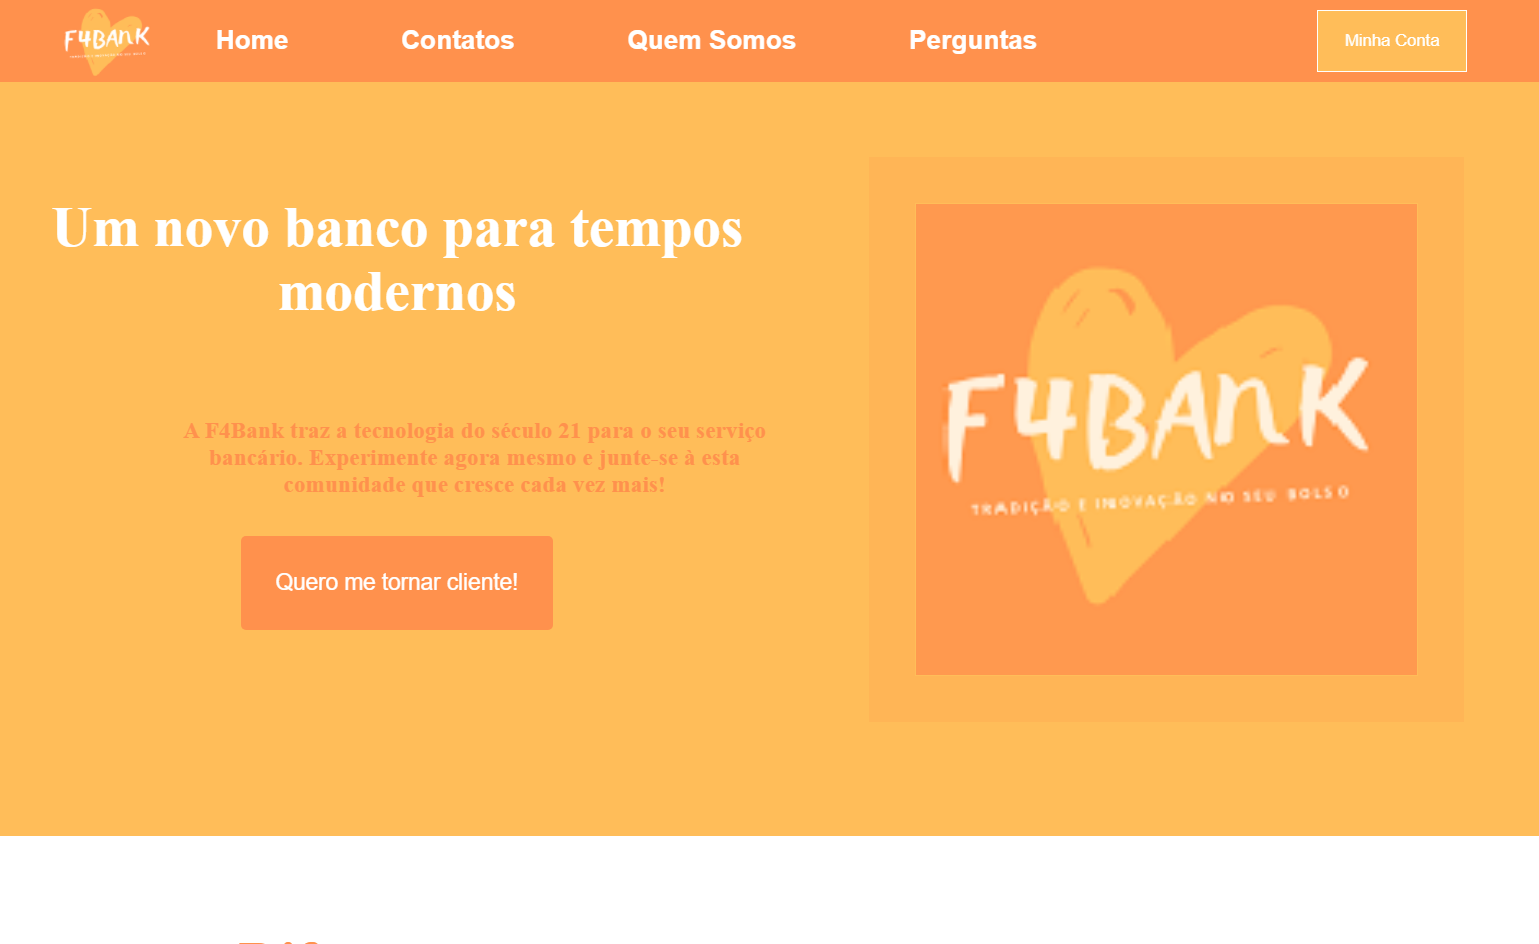 F4BANK
Home
Contatos
Quem Somos
Perguntas
Minha Conta
Um novo banco para tempos
modernos
A F4Bank traz a tecnologia do século 21 para o seu serviço
bancário. Experimente agora mesmo e junte-se à esta
comunidade que cresce cada vez mais!
Quero me tornar cliente!
F4BANK
TRADIÇÃO E INOVAÇÃO NO SEU BOLSO